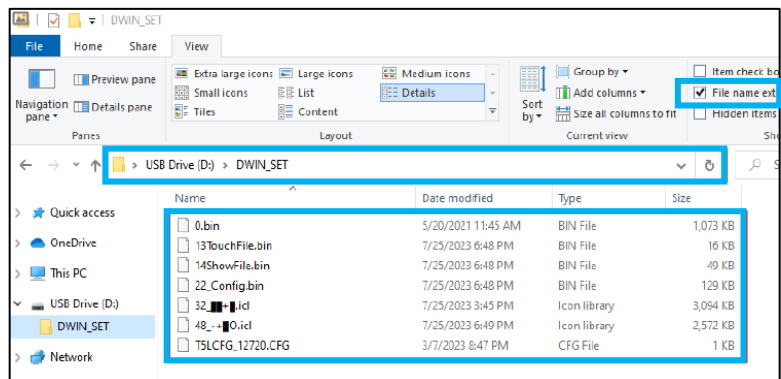 DWIN_SET
File Home Share View
Preview pane Extra large icons Large icons Medium icons Group by Item check bo
Navigation pane Details pane Small icons List Details Sort by Add columns File name ext
Tiles Content Size all columns to fit Hidden items
Panes Layout Current view Sho
USB Drive (D:) > DWIN_SET S
Name Date modified Type Size
Quick access
OneDrive
This PC
USB Drive (D:)
DWIN_SET
Network
0.bin 5/20/2021 11:45 AM BIN File 1,073 KB
13TouchFile.bin 7/25/2023 6:48 PM BIN File 16 KB
14ShowFile.bin 7/25/2023 6:48 PM BIN File 49 KB
22_Config.bin 7/25/2023 6:48 PM BIN File 129 KB
32_██+█.icl 7/25/2023 3:45 PM Icon library 3,094 KB
48_-+█O.icl 7/25/2023 6:49 PM Icon library 2,572 KB
T5LCFG_12720.CFG 3/7/2023 8:47 PM CFG File 1 KB